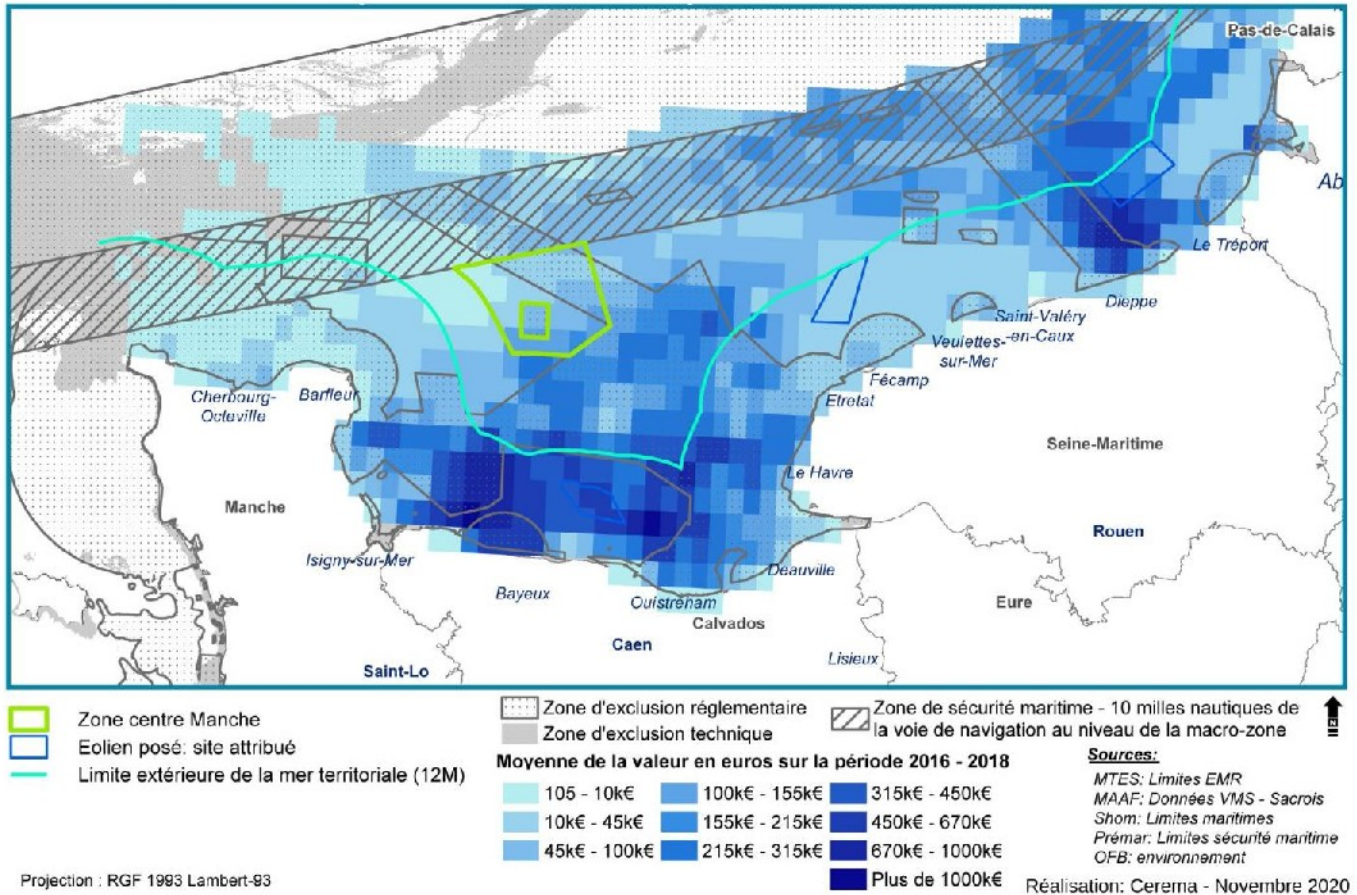 Pas-de-Calais
Ab
Le Tréport
Dieppe
Saint-Valéry
-en-Caux
Veulettes-
sur-Mer
Fécamp
Etretat
Cherbourg-
Octeville
Barfleur
Seine-Maritime
Le Havre
Manche
Rouen
Isigny-sur-Mer
Deauville
Bayeux
Ouistreham
Eure
Calvados
Caen
Lisieux
Saint-Lo
Zone centre Manche
Eolien posé: site attribué
Limite extérieure de la mer territoriale (12M)
Zone d'exclusion réglementaire
Zone d'exclusion technique
Zone de sécurité maritime - 10 milles nautiques de
la voie de navigation au niveau de la macro-zone
N
Moyenne de la valeur en euros sur la période 2016 - 2018
105 - 10k€
10k€ - 45k€
45k€ - 100k€
100k€ - 155k€
155k€ - 215k€
215k€ - 315k€
315k€ - 450k€
450k€ - 670k€
670k€ - 1000k€
Plus de 1000k€
Sources:
MTES: Limites EMR
MAAF: Données VMS - Sacrois
Shom: Limites maritimes
Prémar: Limites sécurité maritime
OFB: environnement
Projection : RGF 1993 Lambert-93
Réalisation: Cerema - Novembre 2020